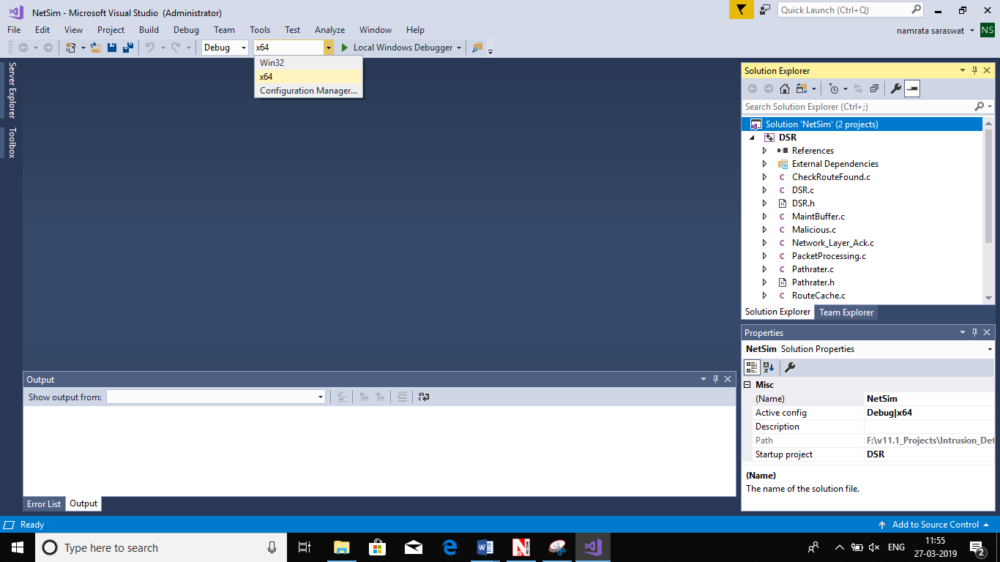 NetSim - Microsoft Visual Studio (Administrator)
Quick Launch (Ctrl+Q)
File Edit View Project Build Debug Team Tools Test Analyze Window Help
namrata saraswat NS
Debug x64 Local Windows Debugger
Win32
x64
Configuration Manager...
Server Explorer
Toolbox
Solution Explorer
Search Solution Explorer (Ctrl+;)
Solution 'NetSim' (2 projects)
DSR
References
External Dependencies
CheckRouteFound.c
DSR.c
DSR.h
MaintBuffer.c
Malicious.c
Network_Layer_Ack.c
PacketProcessing.c
Pathrater.c
Pathrater.h
RouteCache.c
Solution Explorer Team Explorer
Properties
NetSim Solution Properties
Misc
(Name) NetSim
Active config Debug|x64
Description
Path F:\v11.1_Projects\Intrusion_Det
Startup project DSR
(Name)
The name of the solution file.
Output
Show output from:
Error List Output
Ready
Add to Source Control
Type here to search
ENG
11:55
27-03-2019
2